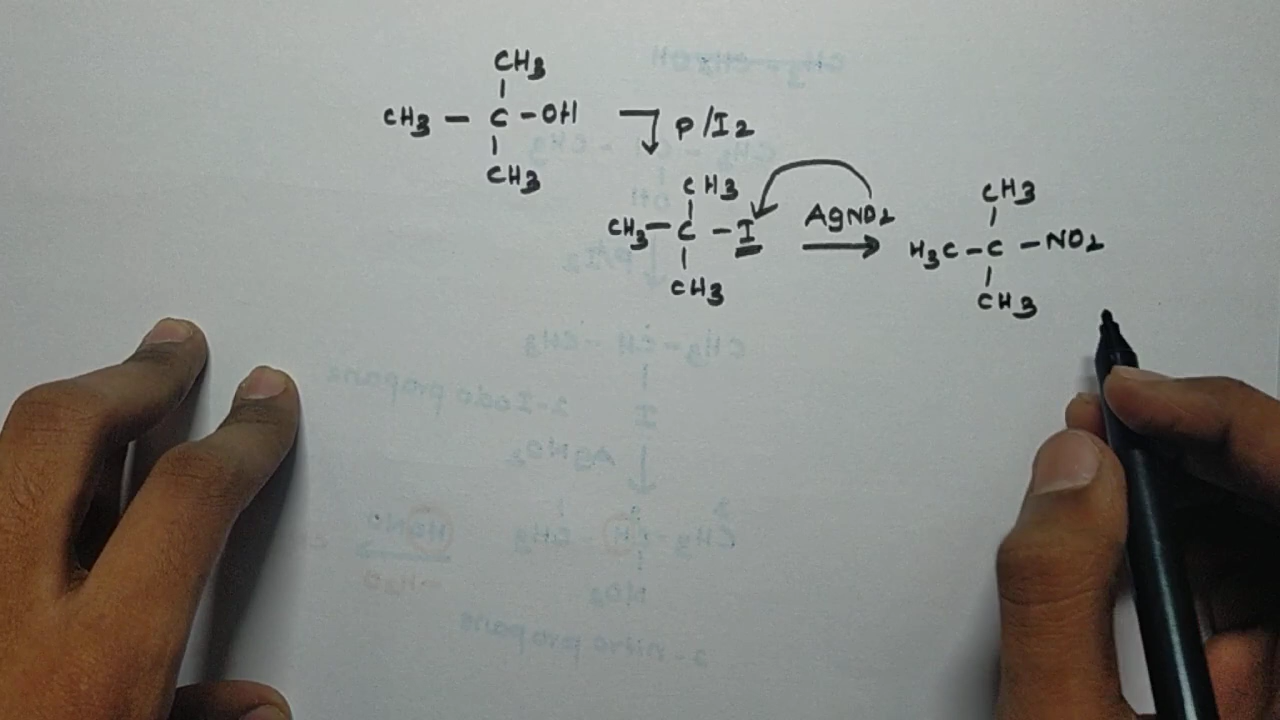 CH3
CH3 - C - OH
CH3
P/I2
CH3
CH3 - C - I
CH3
AgNO2
CH3
H3C - C - NO2
CH3